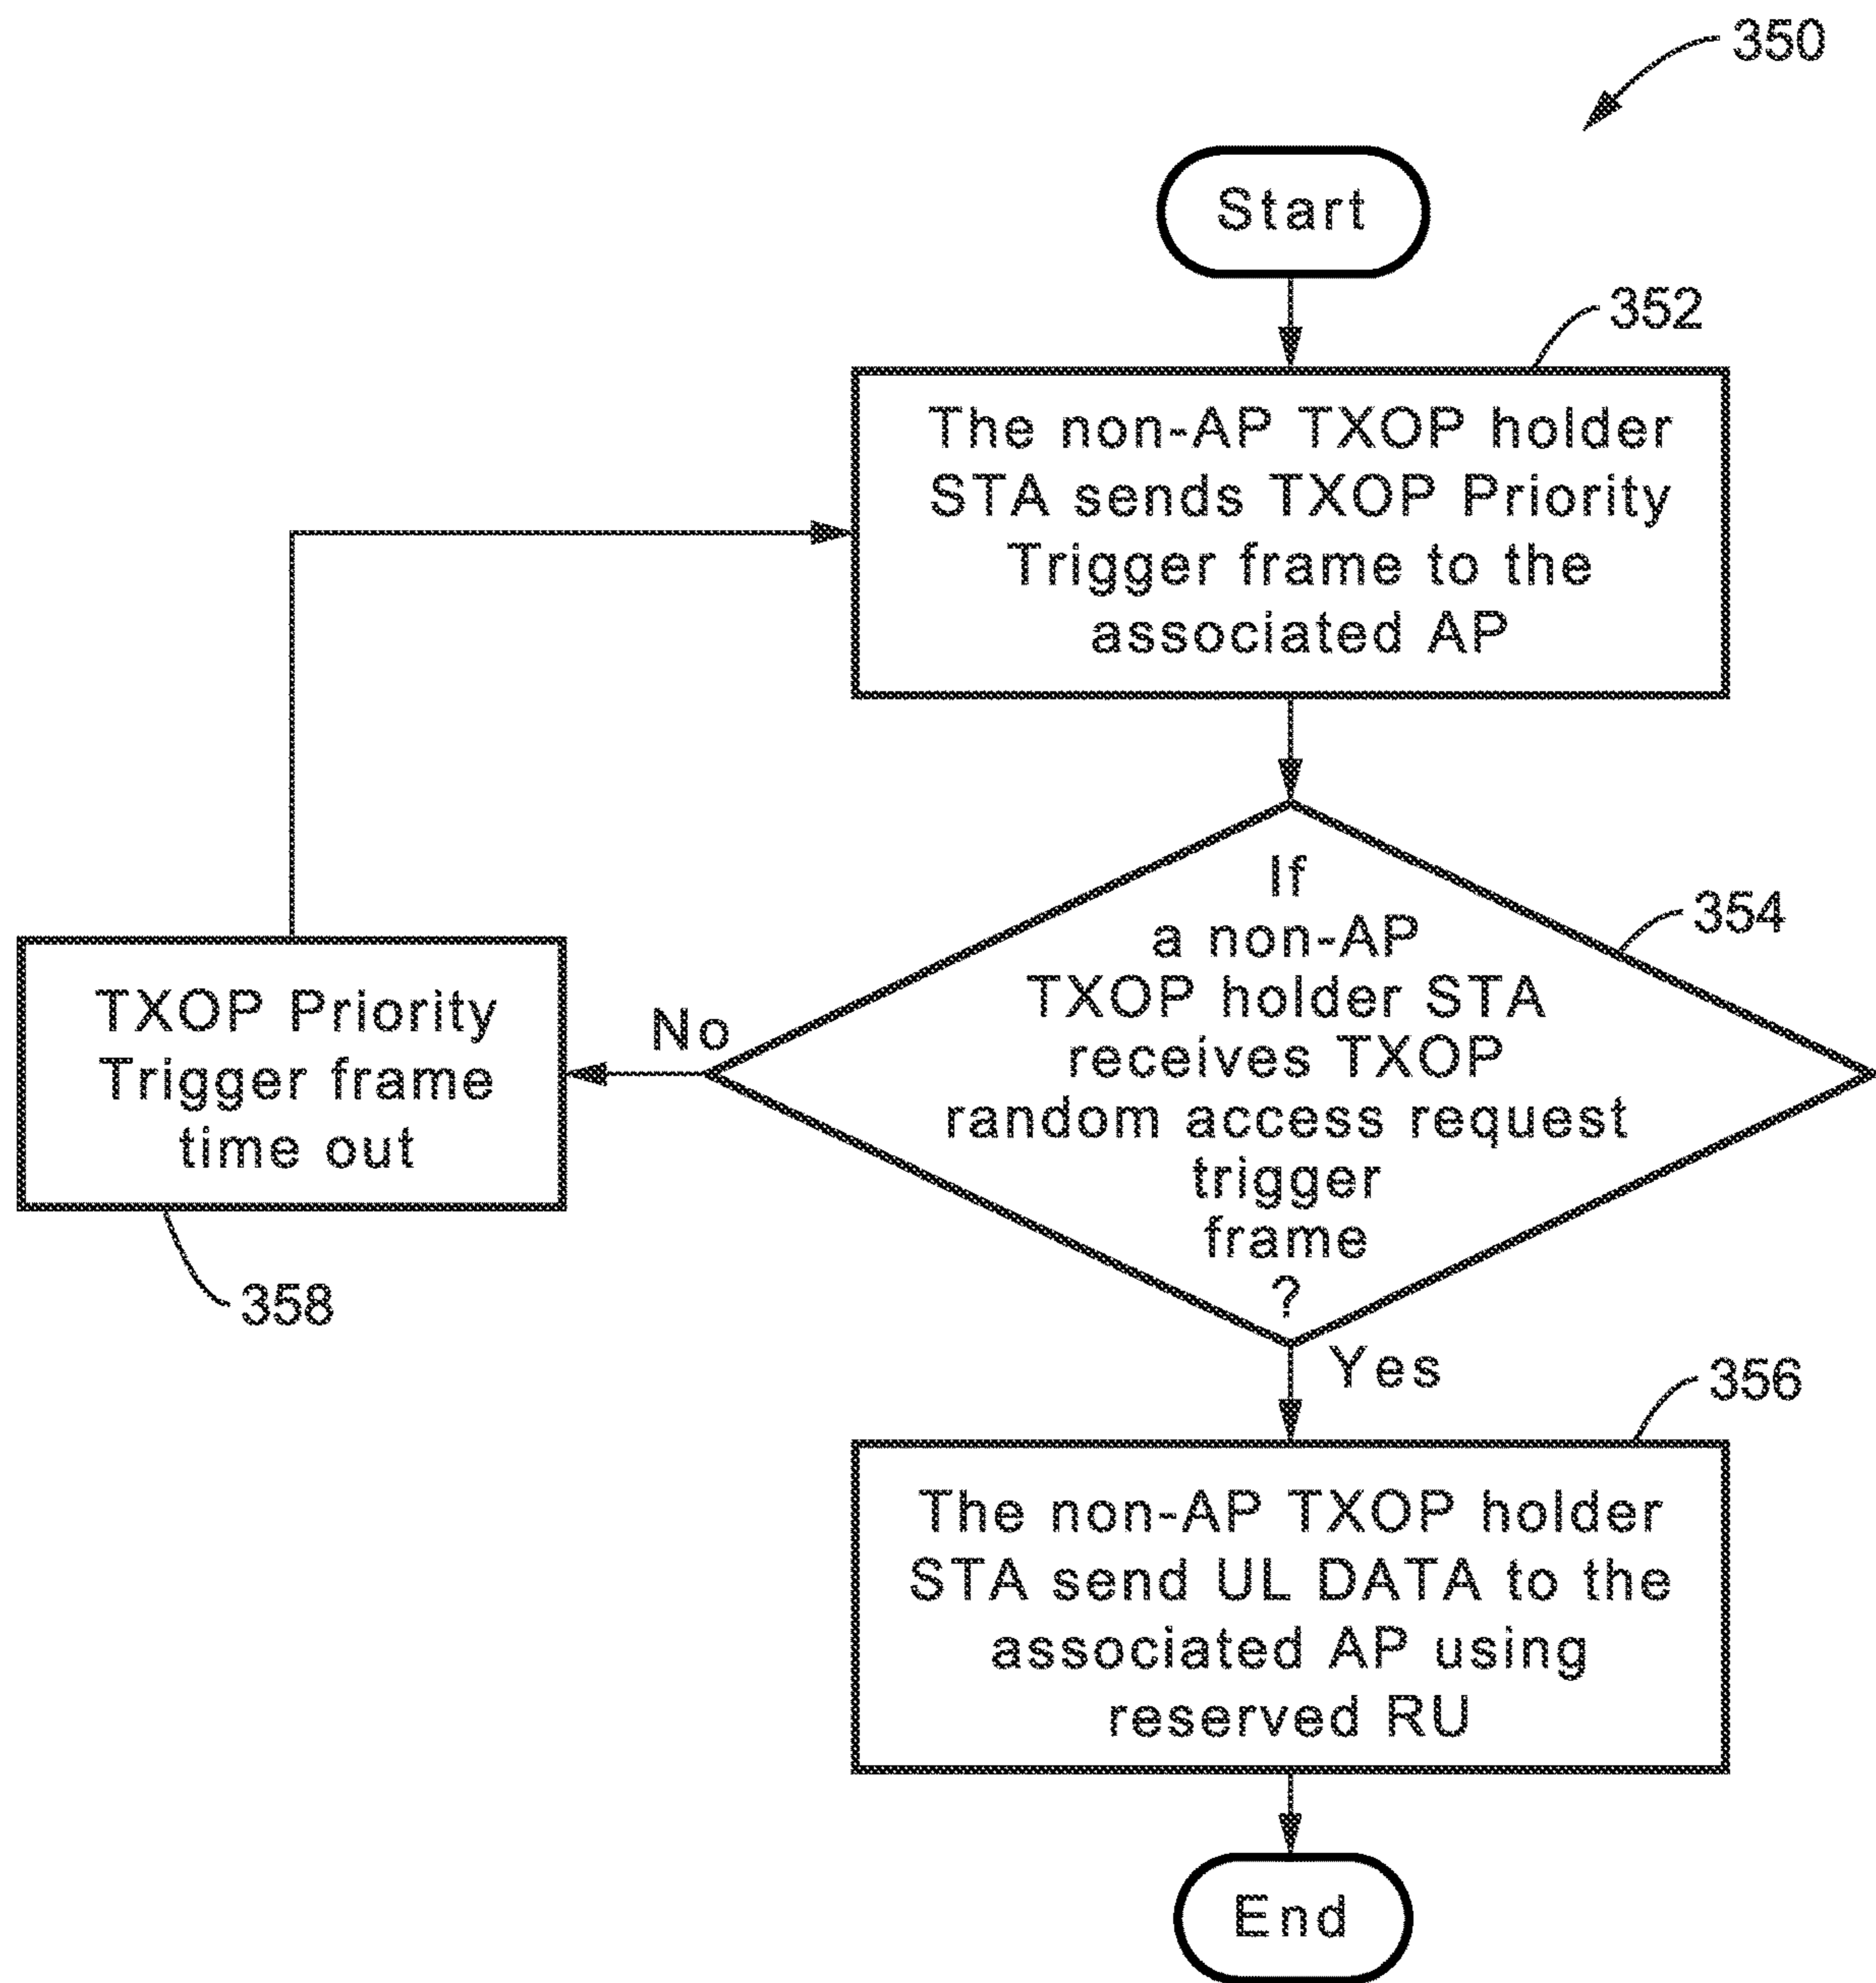 350
Start
352
The non-AP TXOP holder
STA sends TXOP Priority
Trigger frame to the
associated AP
If
a non-AP
TXOP holder STA
receives TXOP
random access request
trigger
frame
?
354
No
TXOP Priority
Trigger frame
time out
358
Yes
356
The non-AP TXOP holder
STA send UL DATA to the
associated AP using
reserved RU
End